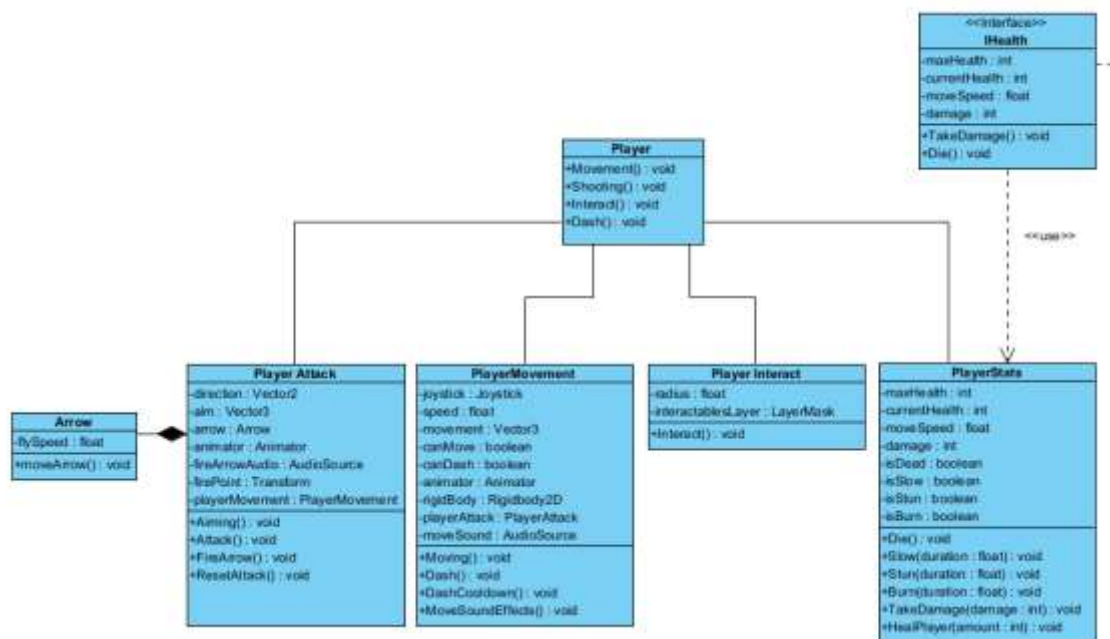 <<Interface>>
IHealth
-maxHealth : int
-currentHealth : int
-moveSpeed : float
-damage : int
+TakeDamage() : void
+Die() : void
Player
+Movement() : void
+Shooting() : void
+Interact() : void
+Dash() : void
<<use>>
Arrow
-flySpeed : float
+moveArrow() : void
Player Attack
-direction : Vector2
-aim : Vector3
-arrow : Arrow
-animator : Animator
-fireArrowAudio : AudioSource
-firePoint : Transform
-playerMovement : PlayerMovement
+Aiming() : void
+Attack() : void
+FireArrow() : void
+ResetAttack() : void
PlayerMovement
-joystick : Joystick
-speed : float
-movement : Vector3
-canMove : boolean
-canDash : boolean
-animator : Animator
-rigidBody : Rigidbody2D
-playerAttack : PlayerAttack
-moveSound : AudioSource
+Moving() : void
+Dash() : void
+DashCooldown() : void
+MoveSoundEffects() : void
Player Interact
-radius : float
-interactablesLayer : LayerMask
+Interact() : void
PlayerStats
-maxHealth : int
-currentHealth : int
-moveSpeed : float
-damage : int
-isDead : boolean
-isSlow : boolean
-isStun : boolean
-isBurn : boolean
+Die() : void
+Slow(duration : float) : void
+Stun(duration : float) : void
+Burn(duration : float) : void
+TakeDamage(damage : int) : void
+HealPlayer(amount : int) : void